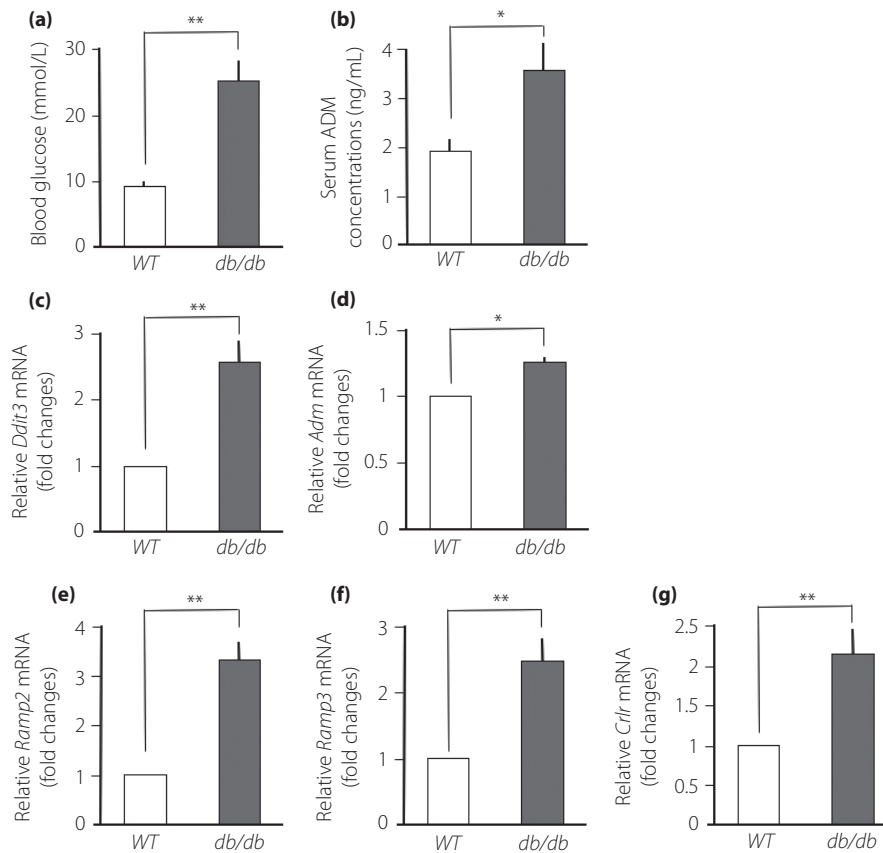 (a)
**
Blood glucose (mmol/L)
30
20
10
0
WT
db/db
(b)
*
Serum ADM
concentrations (ng/mL)
4
3
2
1
0
WT
db/db
(c)
**
Relative Ddit3 mRNA
(fold changes)
3
2
1
0
WT
db/db
(d)
*
Relative Adm mRNA
(fold changes)
1.5
1
0.5
0
WT
db/db
(e)
**
Relative Ramp2 mRNA
(fold changes)
4
3
2
1
0
WT
db/db
(f)
**
Relative Ramp3 mRNA
(fold changes)
3
2
1
0
WT
db/db
(g)
**
Relative Crlr mRNA
(fold changes)
2.5
2
1.5
1
0.5
0
WT
db/db